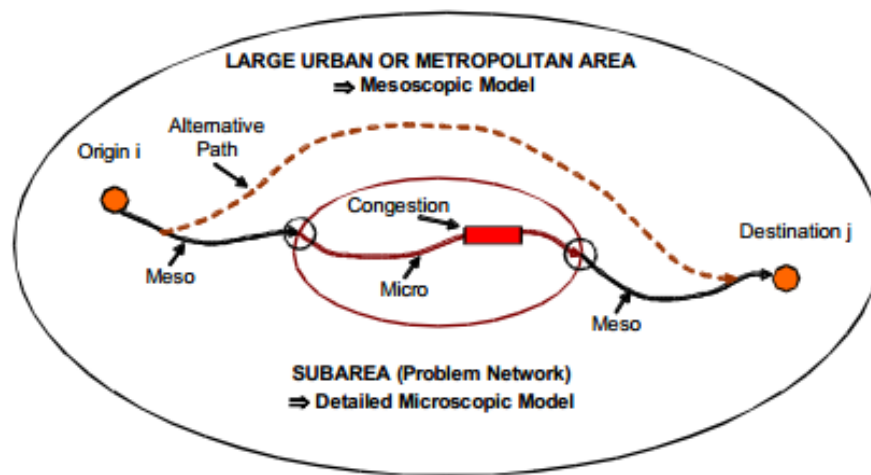 LARGE URBAN OR METROPOLITAN AREA
⇒ Mesoscopic Model
Alternative
Path
Origin i
Congestion
Destination j
Meso
Micro
Meso
SUBAREA (Problem Network)
⇒ Detailed Microscopic Model